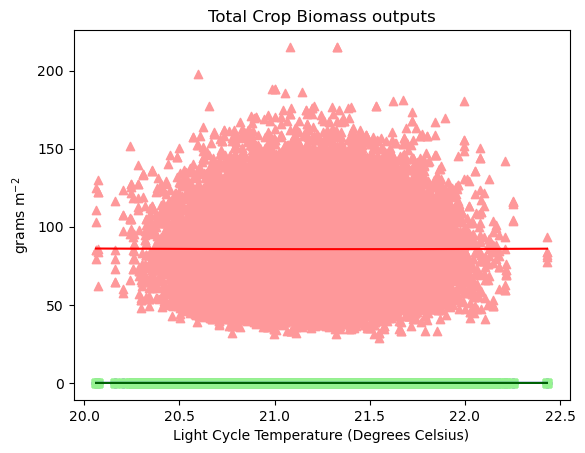 Total Crop Biomass outputs
grams m⁻²
200
150
100
50
0
20.0 20.5 21.0 21.5 22.0 22.5
Light Cycle Temperature (Degrees Celsius)